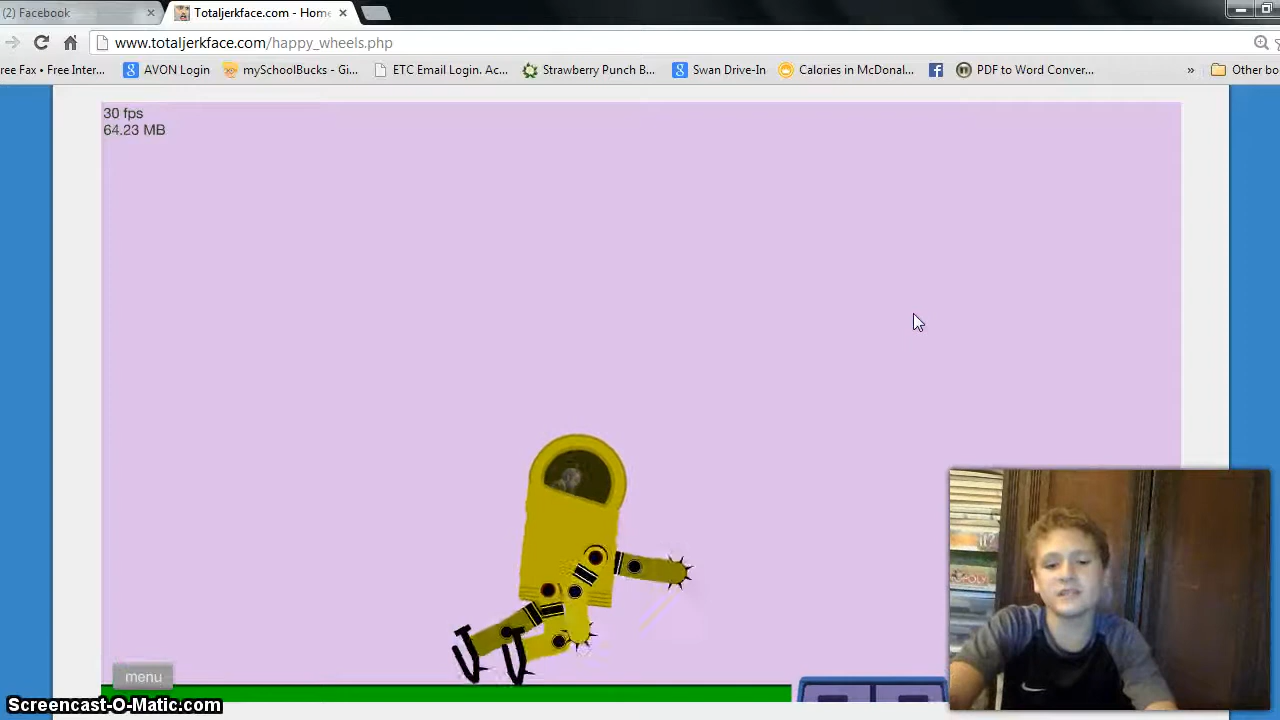 (2) Facebook
Totaljerkface.com - Hom
www.totaljerkface.com/happy_wheels.php
ree Fax • Free Inter...
AVON Login
mySchoolBucks - Gi...
ETC Email Login. Ac...
Strawberry Punch B...
Swan Drive-In
Calories in McDonal...
PDF to Word Conver...
»
Other bo
30 fps
64.23 MB
menu
Screencast-O-Matic.com